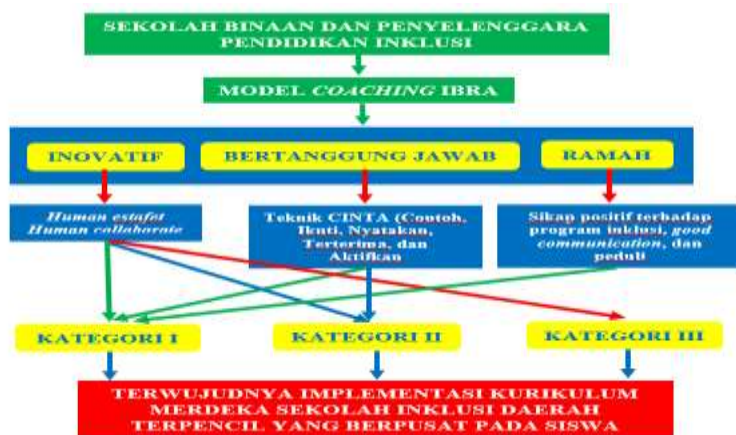 SEKOLAH BINAAN DAN PENYELENGGARA
PENDIDIKAN INKLUSI
MODEL COACHING IBRA
INOVATIF
BERTANGGUNG JAWAB
RAMAH
Human estafet
Human collaborate
Teknik CINTA (Contoh,
Ikuti, Nyatakan,
Terterima, dan
Aktifkan
Sikap positif terhadap
program inklusi, good
communication, dan
peduli
KATEGORI I
KATEGORI II
KATEGORI III
TERWUJUDNYA IMPLEMENTASI KURIKULUM
MERDEKA SEKOLAH INKLUSI DAERAH
TERPENCIL YANG BERPUSAT PADA SISWA